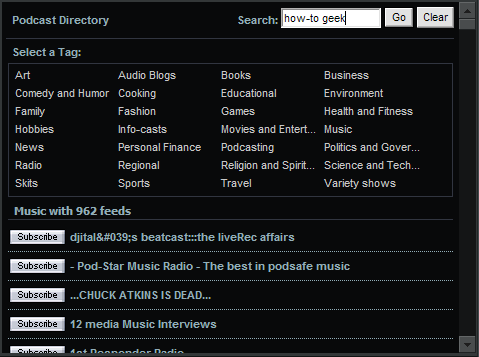 Podcast Directory Search: how-to geek Go Clear
Select a Tag:
Art Audio Blogs Books Business
Comedy and Humor Cooking Educational Environment
Family Fashion Games Health and Fitness
Hobbies Info-casts Movies and Entert... Music
News Personal Finance Podcasting Politics and Gover...
Radio Regional Religion and Spirit... Science and Tech...
Skits Sports Travel Variety shows
Music with 962 feeds
Subscribe djital&#039;s beatcast:::the liveRec affairs
Subscribe - Pod-Star Music Radio - The best in podsafe music
Subscribe ...CHUCK ATKINS IS DEAD...
Subscribe 12 media Music Interviews
1st Responder Radio